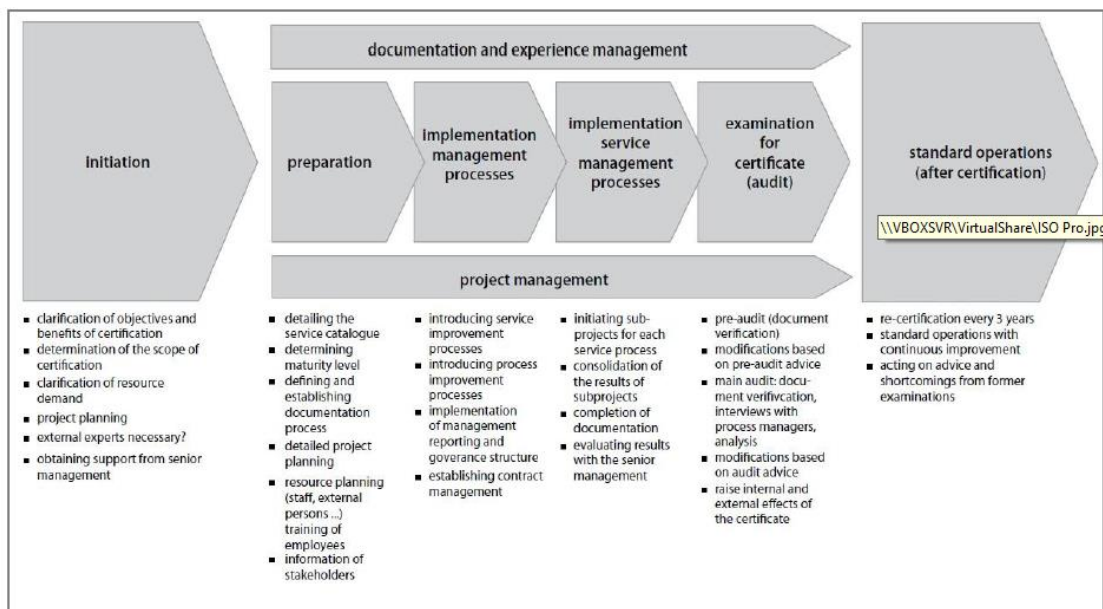 documentation and experience management
initiation
preparation
implementation
management
processes
implementation
service
management
processes
examination
for
certificate
(audit)
standard operations
(after certification)
\\VBOXSVR\VirtualShare\ISO Pro.jpg
project management
▪ clarification of objectives and
benefits of certification
▪ determination of the scope of
certification
▪ clarification of resource
demand
▪ project planning
▪ external experts necessary?
▪ obtaining support from senior
management
▪ detailing the
service catalogue
▪ determining
maturity level
▪ defining and
establishing
documentation
process
▪ detailed project
planning
▪ resource planning
(staff, external
persons ...)
training of
employees
▪ information of
stakeholders
▪ introducing service
improvement
processes
▪ introducing process
improvement
processes
▪ implementation
of management
reporting and
goverance structure
▪ establishing contract
management
▪ initiating sub-
projects for each
service process
▪ consolidation of
the results of
subprojects
▪ completion of
documentation
▪ evaluating results
with the senior
management
▪ pre-audit (document
verification)
▪ modifications based
on pre-audit advice
▪ main audit: docu-
ment verifivcation,
interviews with
process managers,
analysis
▪ modifications based
on audit advice
▪ raise internal and
external effects of
the certificate
▪ re-certification every 3 years
▪ standard operations with
continuous improvement
▪ acting on advice and
shortcomings from former
examinations